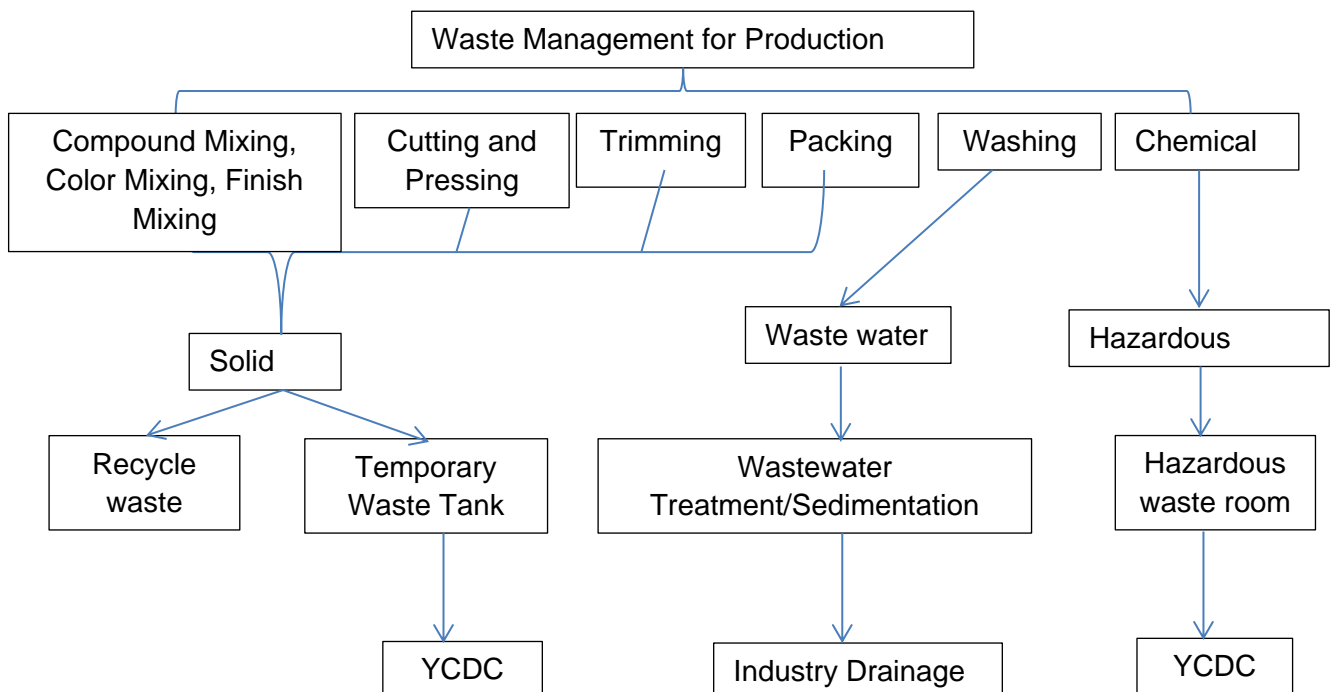 Waste Management for Production
Compound Mixing,
Color Mixing, Finish
Mixing
Cutting and
Pressing
Trimming
Packing
Washing
Chemical
Solid
Waste water
Hazardous
Recycle
waste
Temporary
Waste Tank
Wastewater
Treatment/Sedimentation
Hazardous
waste room
YCDC
Industry Drainage
YCDC